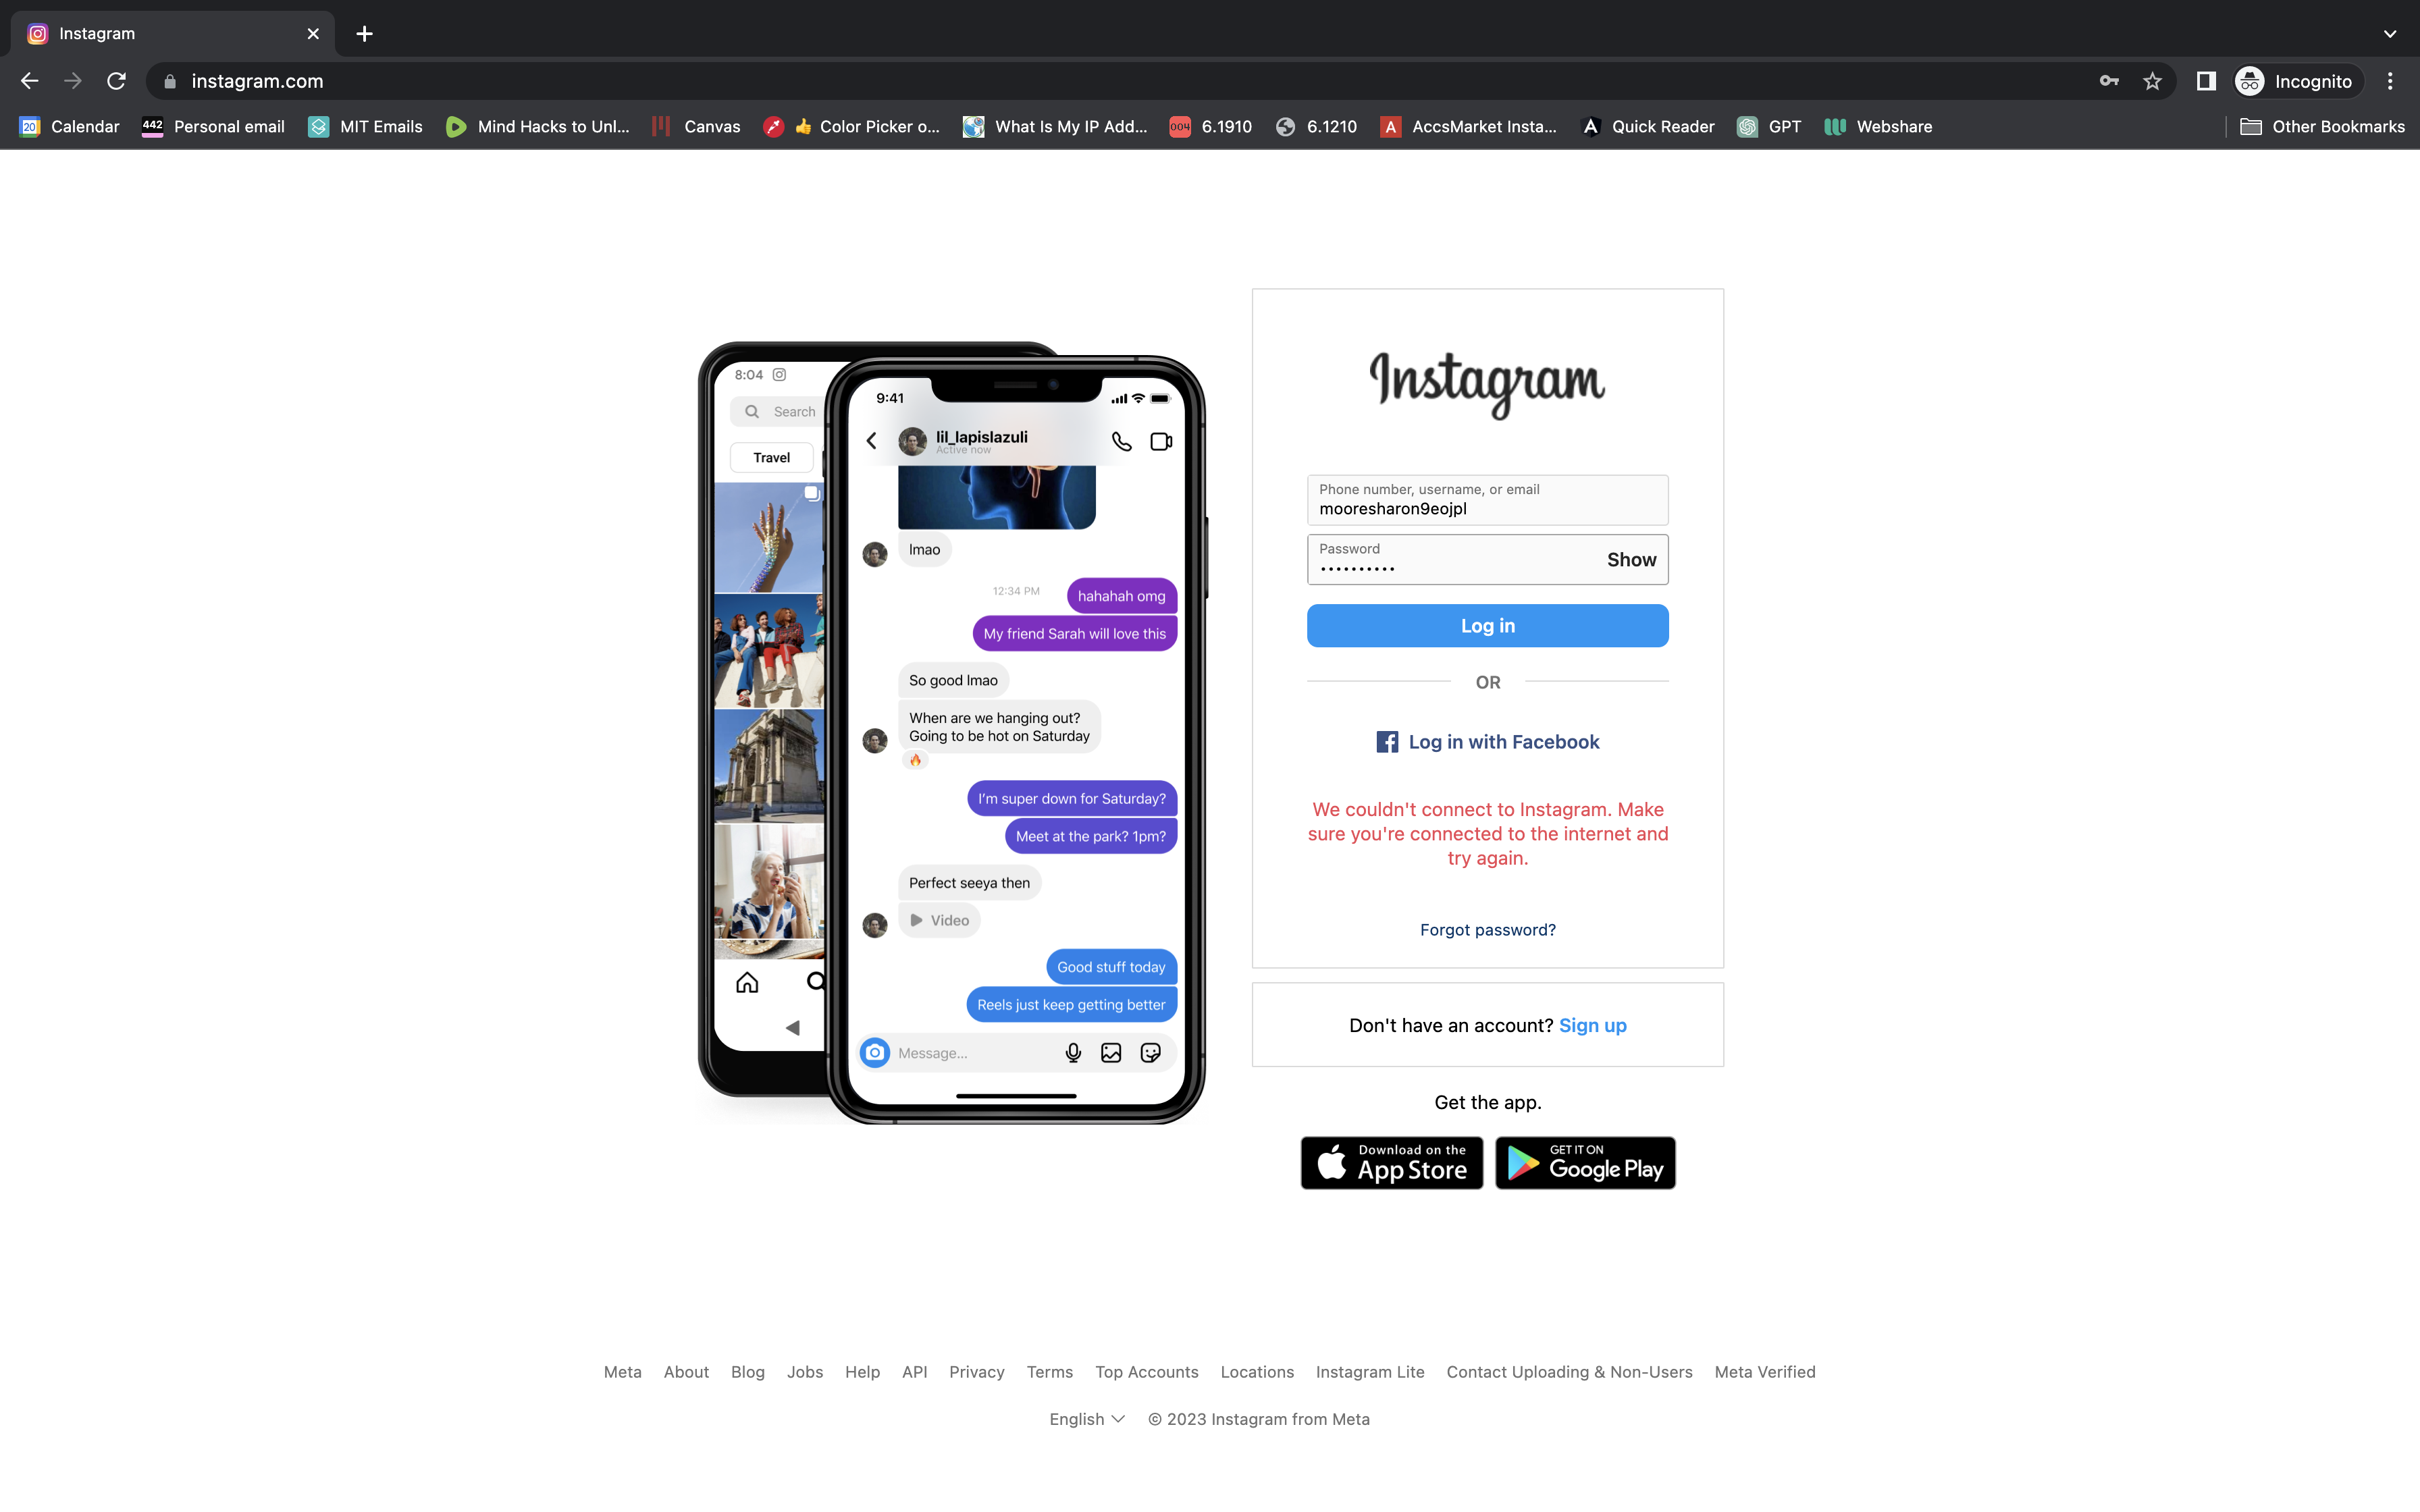 Instagram
instagram.com
Incognito
Calendar
442 Personal email
MIT Emails
Mind Hacks to Unl...
Canvas
👍 Color Picker o...
What Is My IP Add...
004 6.1910
6.1210
A AccsMarket Insta...
Quick Reader
GPT
Webshare
Other Bookmarks
8:04
Search
Travel
9:41
lil_lapislazuli
Active now
lmao
12:34 PM
hahahah omg
My friend Sarah will love this
So good lmao
When are we hanging out?
Going to be hot on Saturday
🔥
I'm super down for Saturday?
Meet at the park? 1pm?
Perfect seeya then
Video
Good stuff today
Reels just keep getting better
Message...
Instagram
Phone number, username, or email
mooresharon9eojpl
Password
••••••••••
Show
Log in
OR
Log in with Facebook
We couldn't connect to Instagram. Make
sure you're connected to the internet and
try again.
Forgot password?
Don't have an account? Sign up
Get the app.
Download on the
App Store
GET IT ON
Google Play
Meta About Blog Jobs Help API Privacy Terms Top Accounts Locations Instagram Lite Contact Uploading & Non-Users Meta Verified
English © 2023 Instagram from Meta